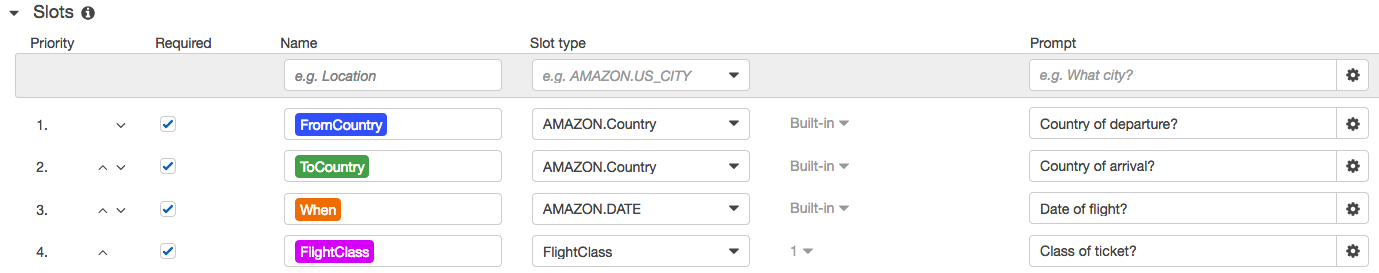 Slots
Priority Required Name Slot type Prompt
e.g. Location e.g. AMAZON.US_CITY e.g. What city?
1. FromCountry AMAZON.Country Built-in Country of departure?
2. ToCountry AMAZON.Country Built-in Country of arrival?
3. When AMAZON.DATE Built-in Date of flight?
4. FlightClass FlightClass 1 Class of ticket?